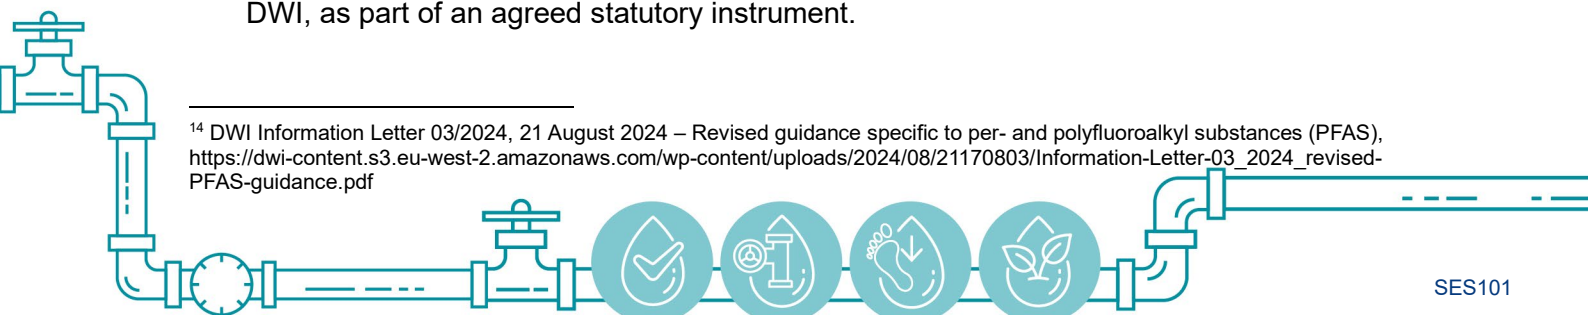 DWI, as part of an agreed statutory instrument.
14 DWI Information Letter 03/2024, 21 August 2024 – Revised guidance specific to per- and polyfluoroalkyl substances (PFAS),
https://dwi-content.s3.eu-west-2.amazonaws.com/wp-content/uploads/2024/08/21170803/Information-Letter-03_2024_revised-
PFAS-guidance.pdf
SES101